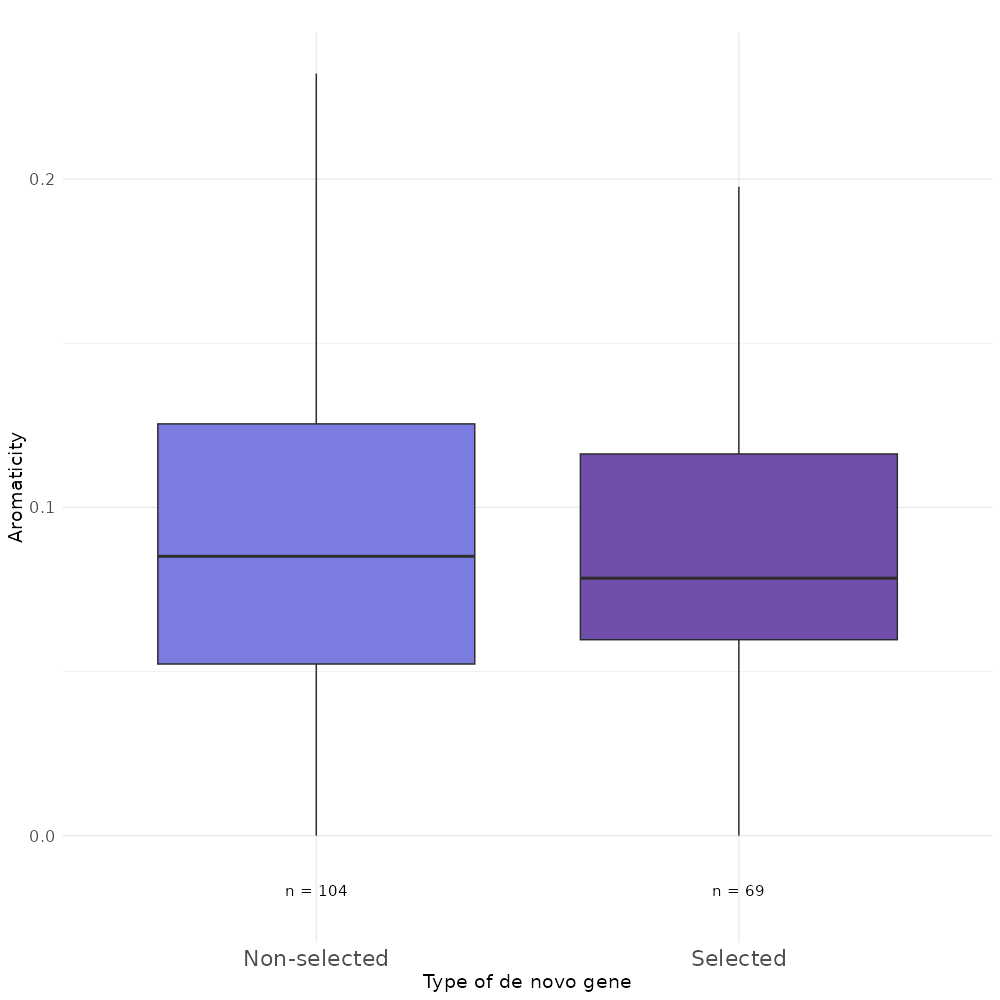 0.2
0.1
0.0
Aromaticity
n = 104
n = 69
Non-selected
Selected
Type of de novo gene